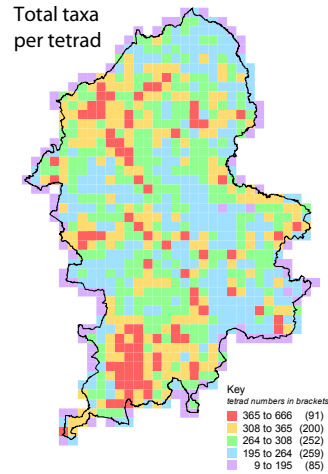 Total taxa
per tetrad
Key
tetrad numbers in brackets
365 to 666 (91)
308 to 365 (200)
264 to 308 (252)
195 to 264 (259)
9 to 195 (85)